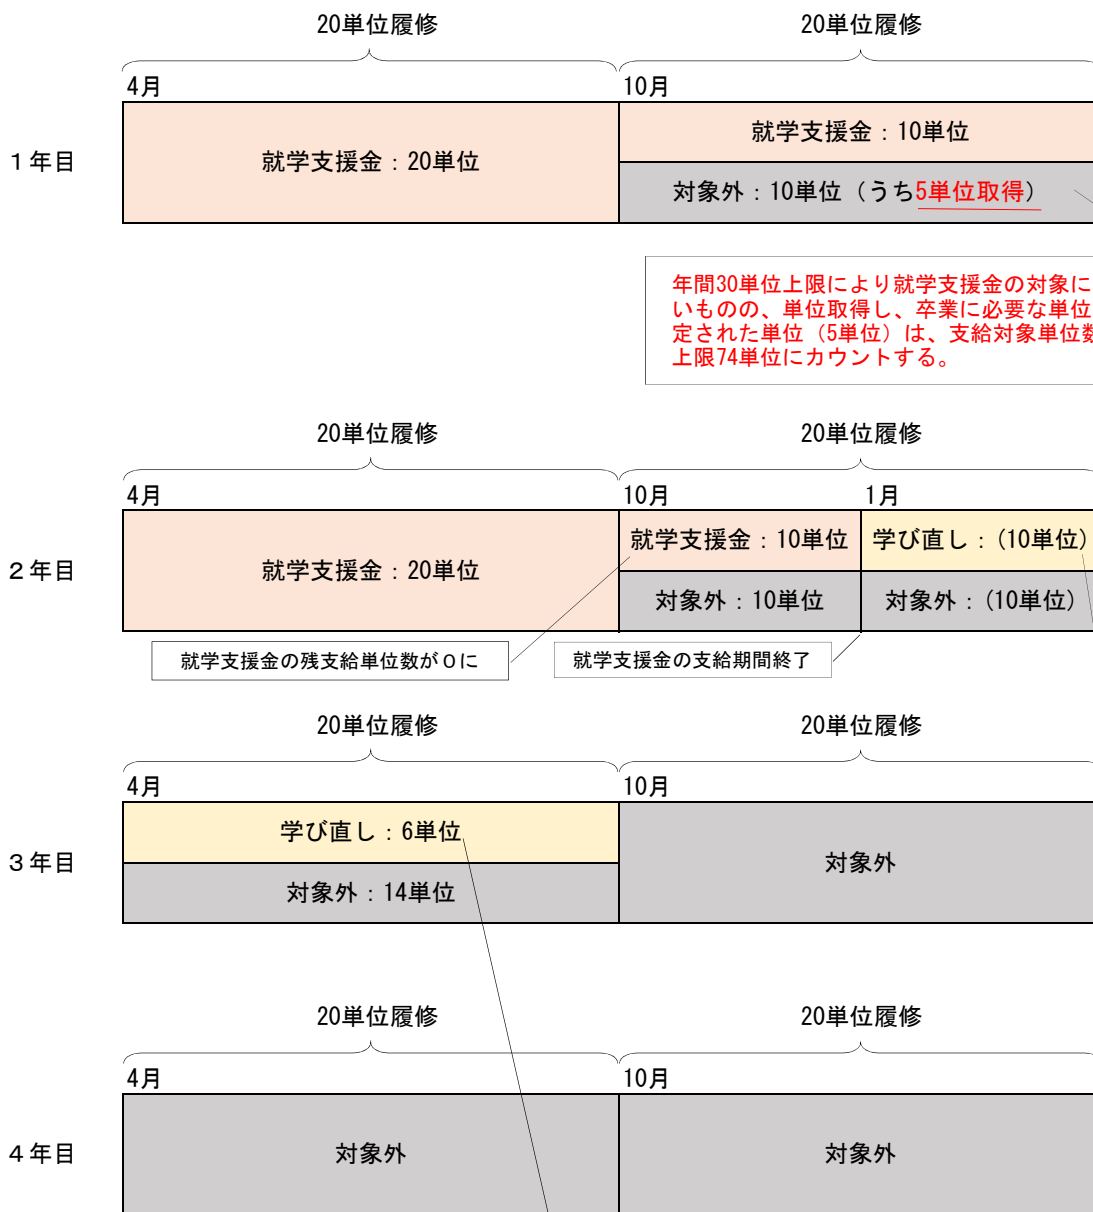 20単位履修 20単位履修
4月 10月
１年目
就学支援金：20単位
就学支援金：10単位
対象外：10単位（うち5単位取得）
年間30単位上限により就学支援金の対象に
いものの、単位取得し、卒業に必要な単位
定された単位（5単位）は、支給対象単位数
上限74単位にカウントする。
20単位履修 20単位履修
4月 10月 1月
２年目
就学支援金：20単位
就学支援金：10単位 学び直し：(10単位)
対象外：10単位 対象外：(10単位)
就学支援金の残支給単位数が０に 就学支援金の支給期間終了
20単位履修 20単位履修
4月 10月
３年目
学び直し：6単位
対象外：14単位
対象外
20単位履修 20単位履修
4月 10月
４年目
対象外 対象外